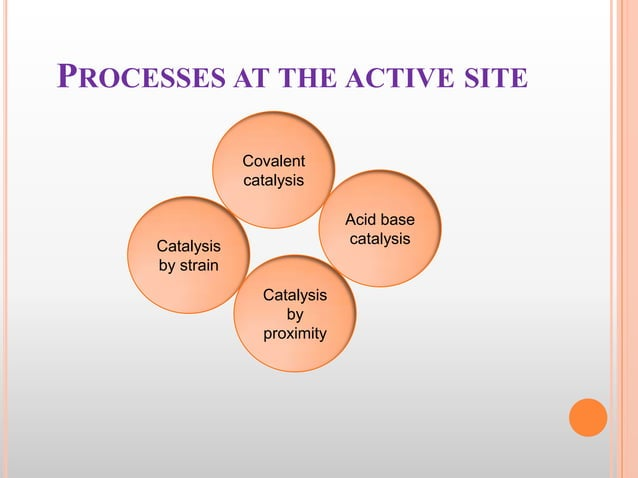 PROCESSES AT THE ACTIVE SITE
Covalent
catalysis
Acid base
catalysis
Catalysis
by strain
Catalysis
by
proximity